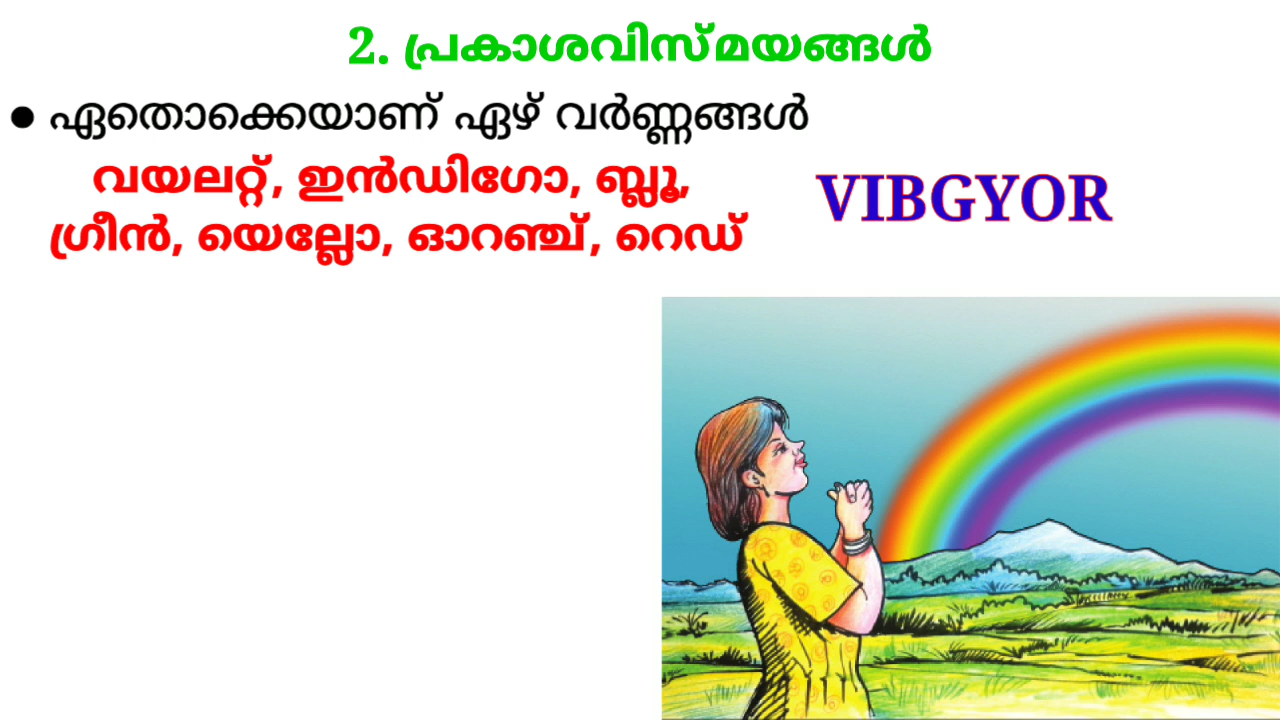 2. പ്രകാശവിസ്മയങ്ങൾ
● ഏതൊക്കെയാണ് ഏഴ് വർണ്ണങ്ങൾ
വയലറ്റ്, ഇൻഡിഗോ, ബ്ലൂ,
ഗ്രീൻ, യെല്ലോ, ഓറഞ്ച്, റെഡ്
VIBGYOR